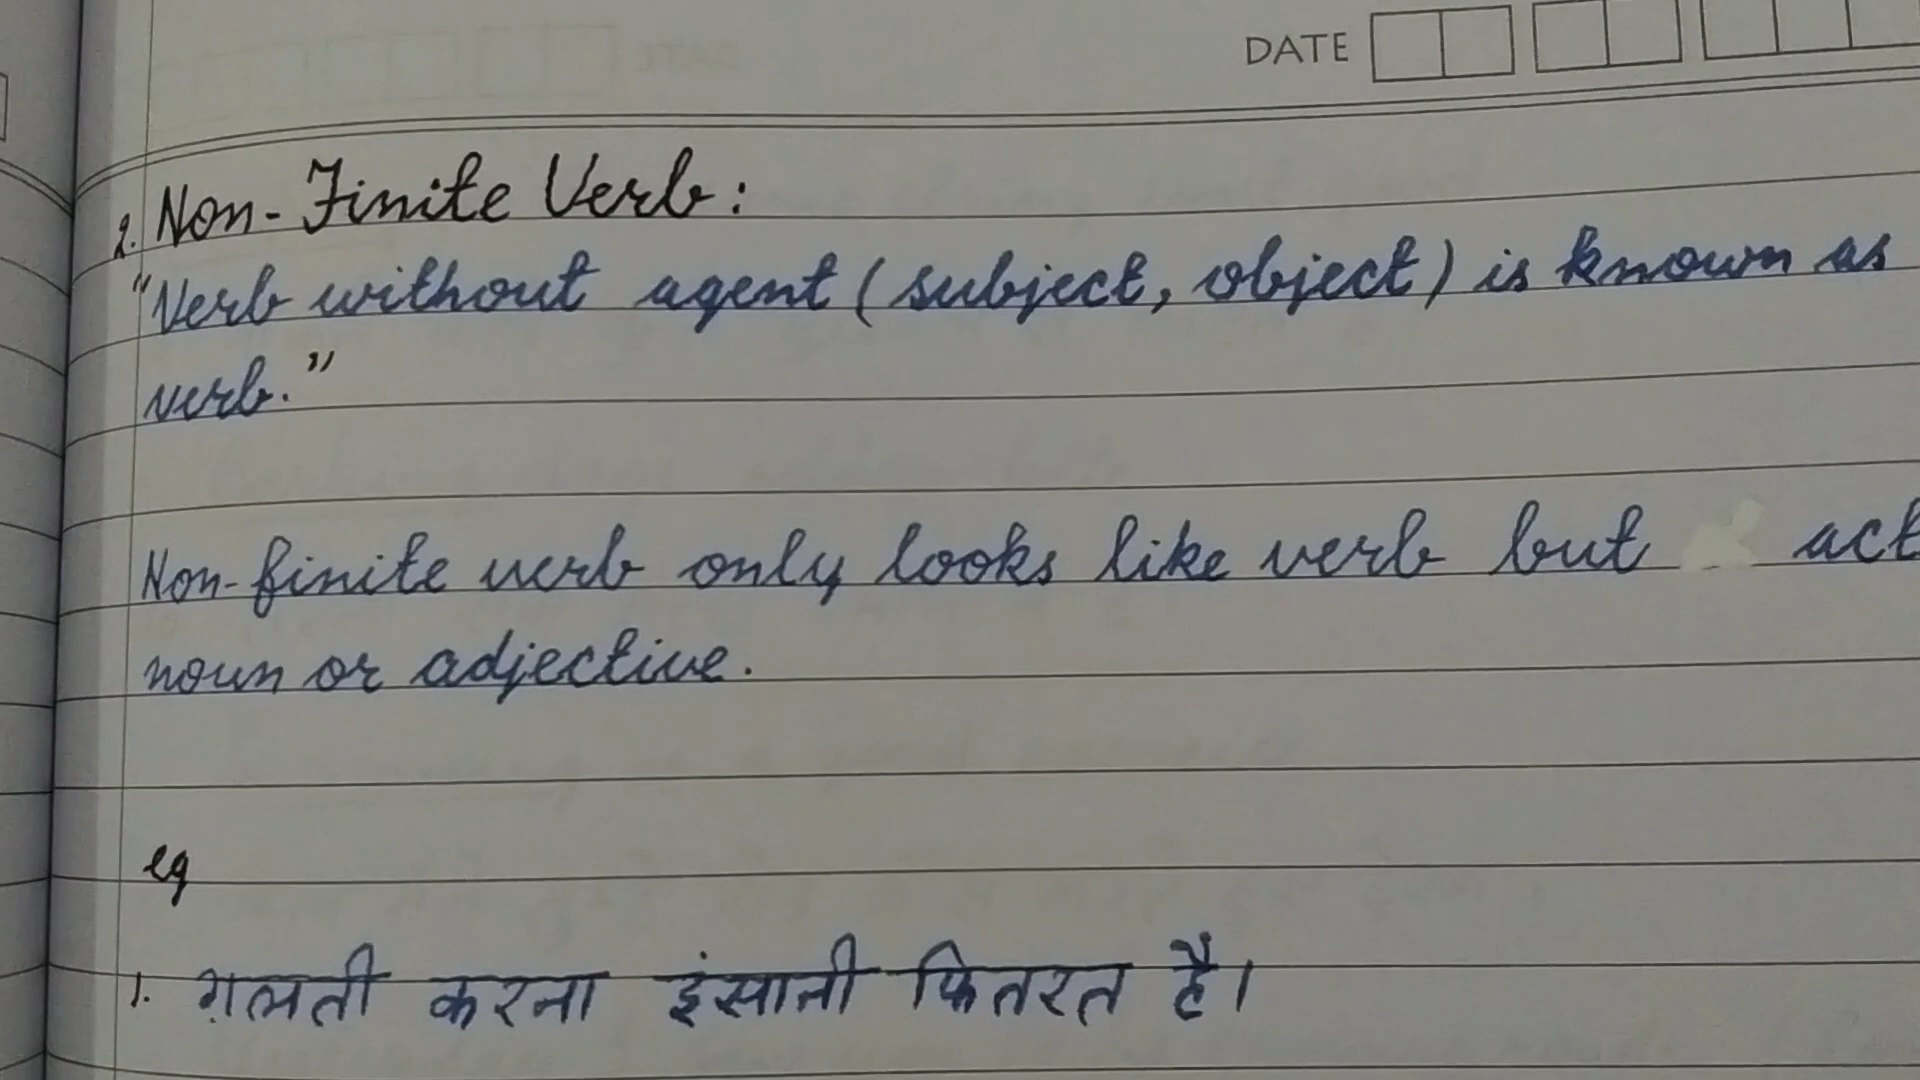 DATE
2. Non-Finite Verb:
"Verb without agent (subject, object) is known as
verb."
Non-finite verb only looks like verb but act
noun or adjective.
eg
1. ग़लती करना इंसानी फितरत है।